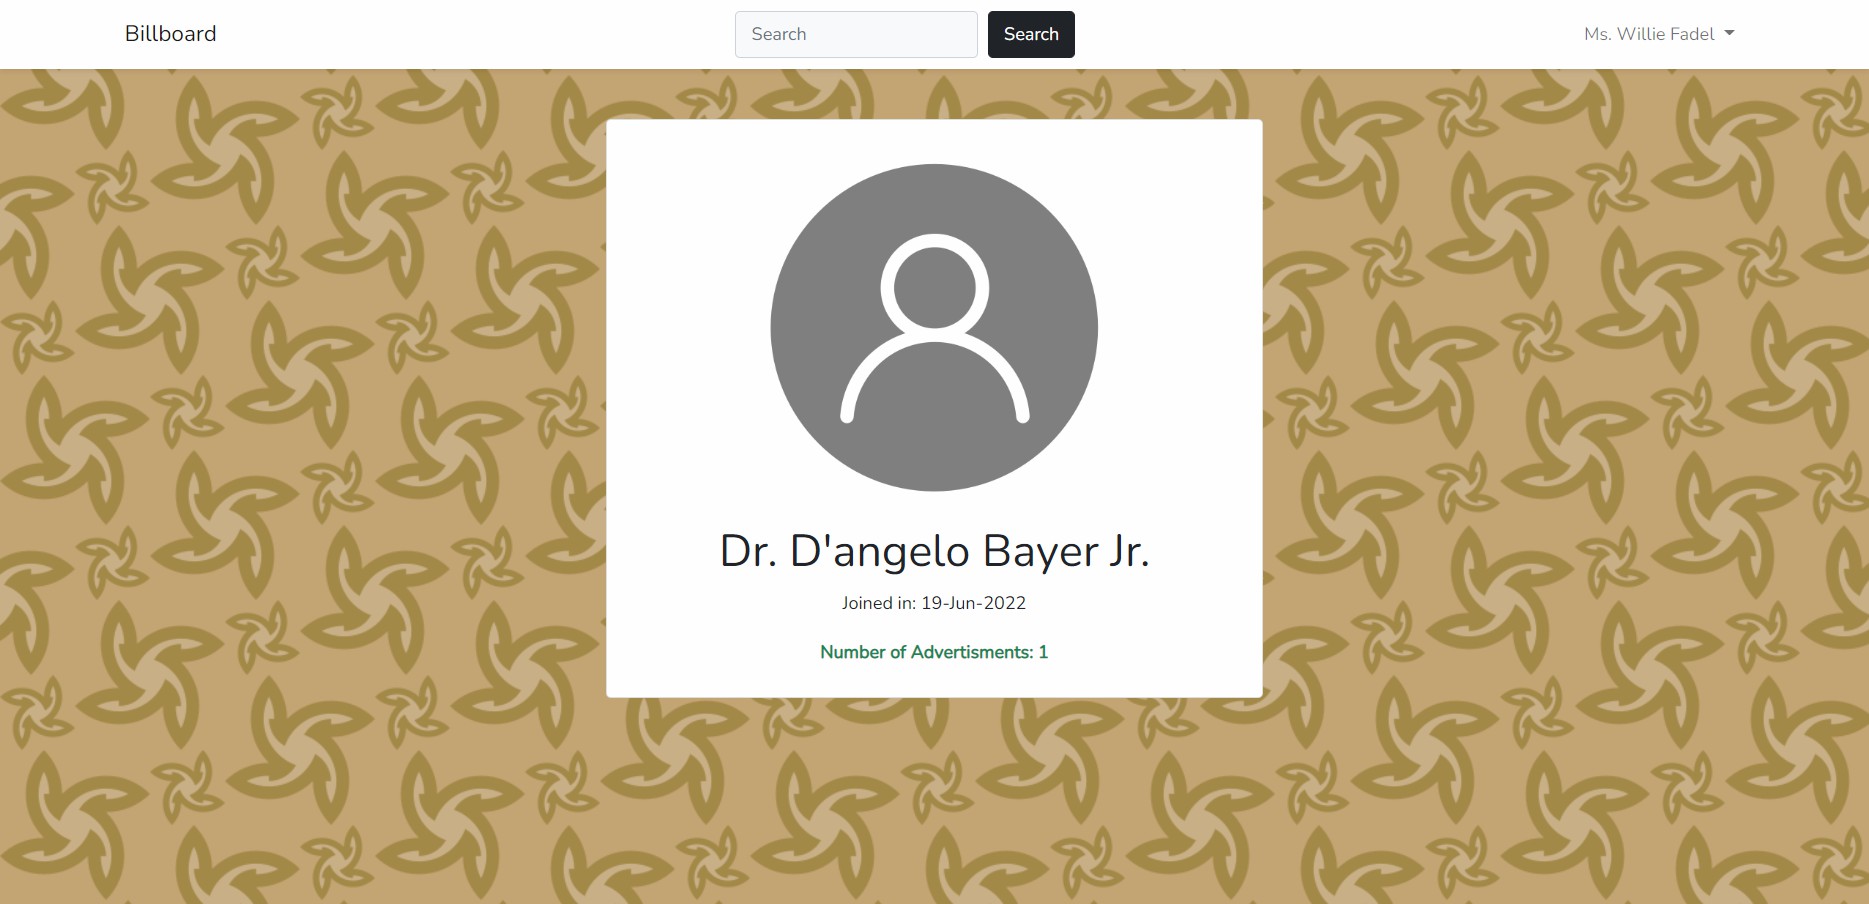 Billboard
Search
Search
Ms. Willie Fadel
Dr. D'angelo Bayer Jr.
Joined in: 19-Jun-2022
Number of Advertisments: 1